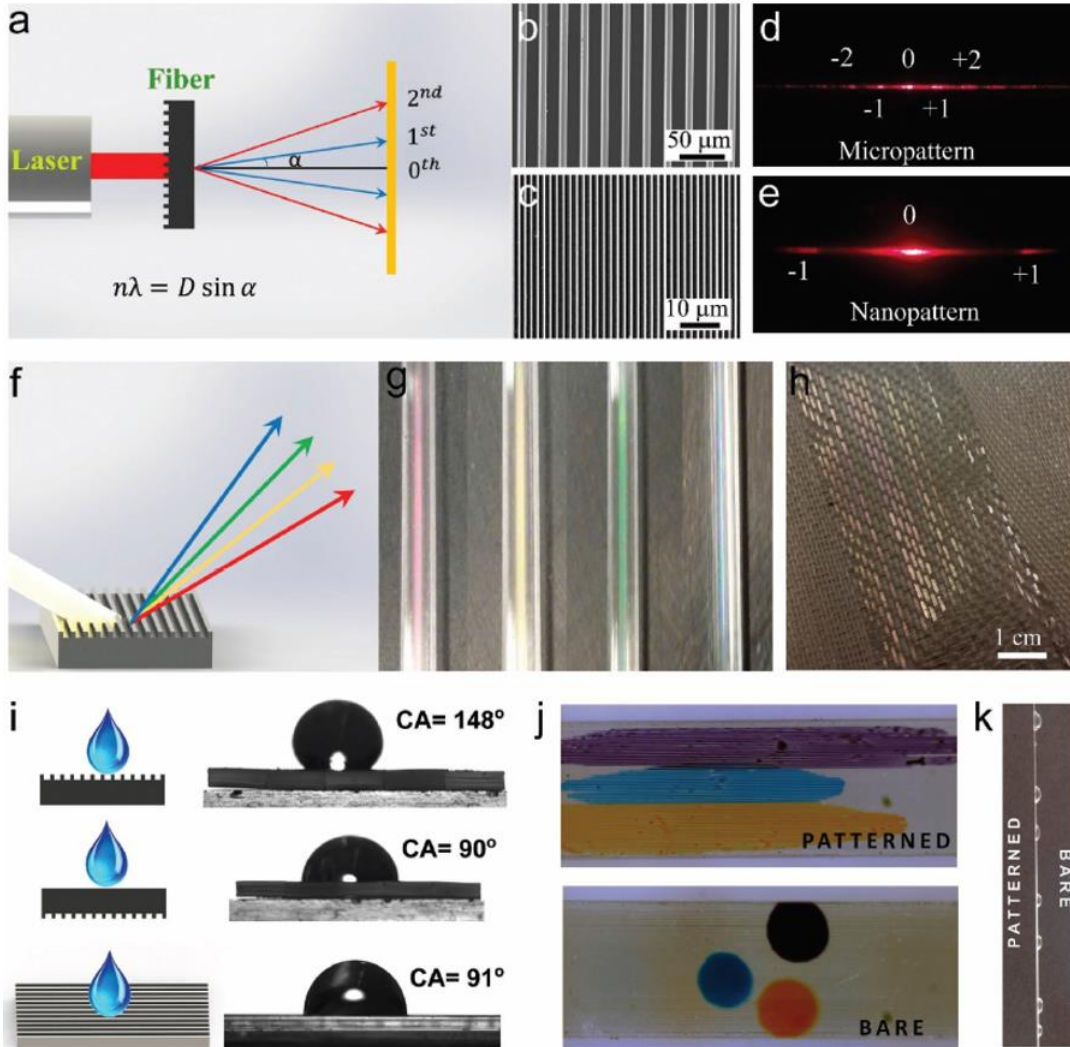 a
Fiber
Laser
2ⁿᵈ
1ˢᵗ
α
0ᵗʰ
nλ = D sin α
b
50 μm
c
10 μm
d
-2 0 +2
-1 +1
Micropattern
e
0
-1 +1
Nanopattern
f
g
h
1 cm
i
CA= 148°
CA= 90°
CA= 91°
j
PATTERNED
BARE
k
PATTERNED
BARE